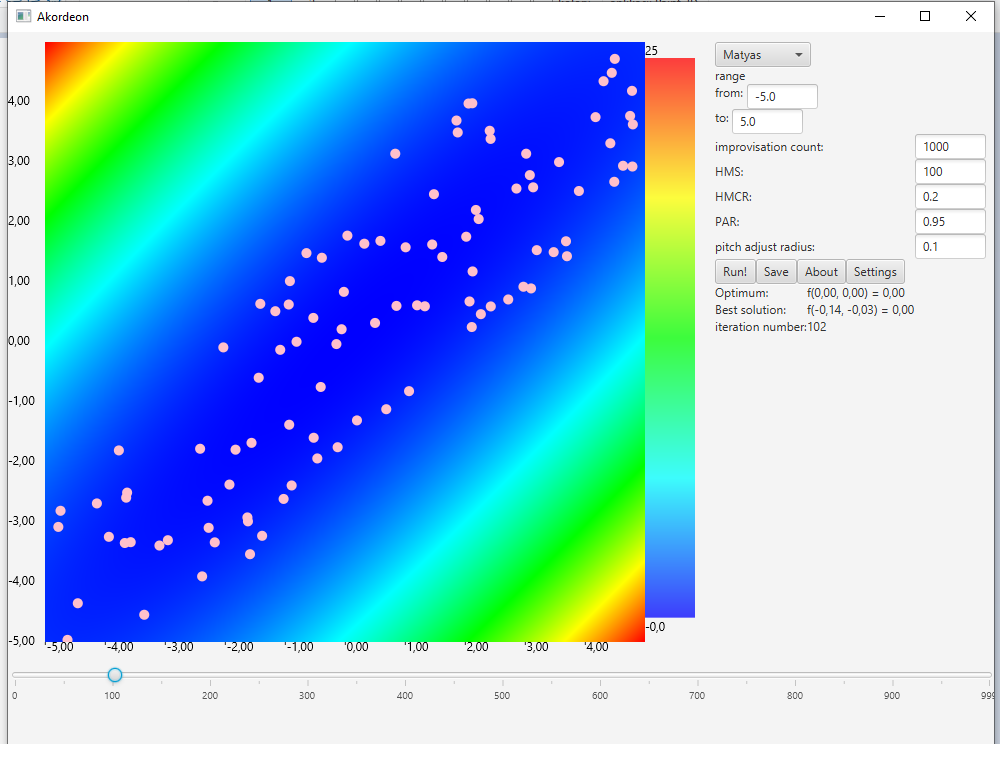 Akordeon
25
4,00
3,00
2,00
1,00
0,00
-1,00
-2,00
-3,00
-4,00
-5,00
-0,0
'-5,00 '-4,00 '-3,00 '-2,00 '-1,00 '0,00 '1,00 '2,00 '3,00 '4,00
Matyas
range
from: -5.0
to: 5.0
improvisation count: 1000
HMS: 100
HMCR: 0.2
PAR: 0.95
pitch adjust radius: 0.1
Run! Save About Settings
Optimum: f(0,00, 0,00) = 0,00
Best solution: f(-0,14, -0,03) = 0,00
iteration number:102
0 100 200 300 400 500 600 700 800 900 999